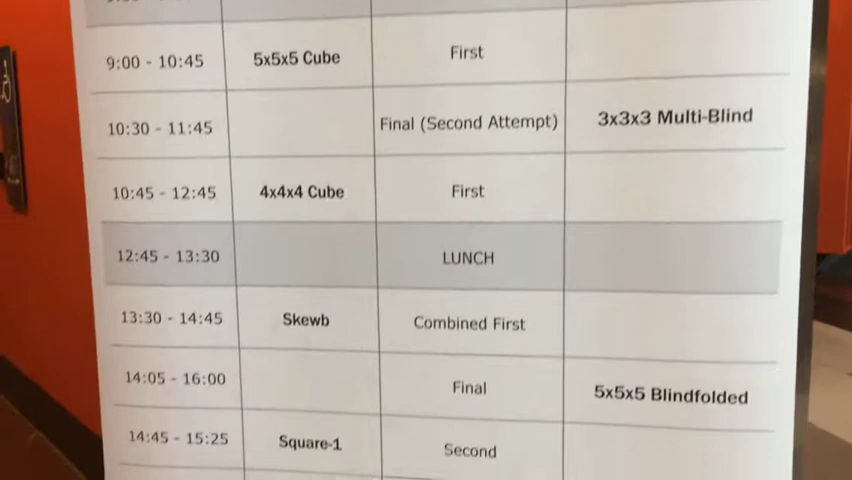 9:00 - 10:45 5x5x5 Cube First
10:30 - 11:45 Final (Second Attempt) 3x3x3 Multi-Blind
10:45 - 12:45 4x4x4 Cube First
12:45 - 13:30 LUNCH
13:30 - 14:45 Skewb Combined First
14:05 - 16:00 Final 5x5x5 Blindfolded
14:45 - 15:25 Square-1 Second